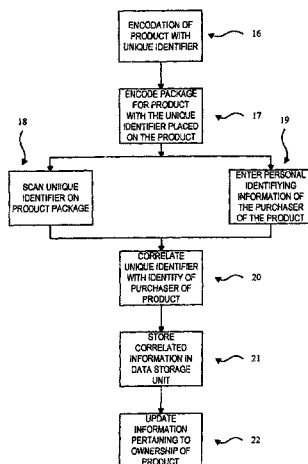 ENCODATION OF
PRODUCT WITH
UNIQUE IDENTIFIER
16
ENCODE PACKAGE
FOR PRODUCT
WITH THE UNIQUE
IDENTIFIER PLACED
ON THE PRODUCT
17
18
SCAN UNIIQUE
IDENTIFIER ON
PRODUCT PACKAGE
19
ENTER PERSONAL
IDENTIFIYING
INFORMATION OF
THE PURCHASER
OF THE PRODUCT
CORRELATE
UNIQUE IDENTIFIER
WITH IDENTITY OF
PURCHASER OF
PRODUCT
20
STORE
CORRELATED
INFORMATION IN
DATA STORAGE
UNIT
21
UPDATE
INFORMATION
PERTAINING TO
OWNERSHIP OF
PRODUCT
22